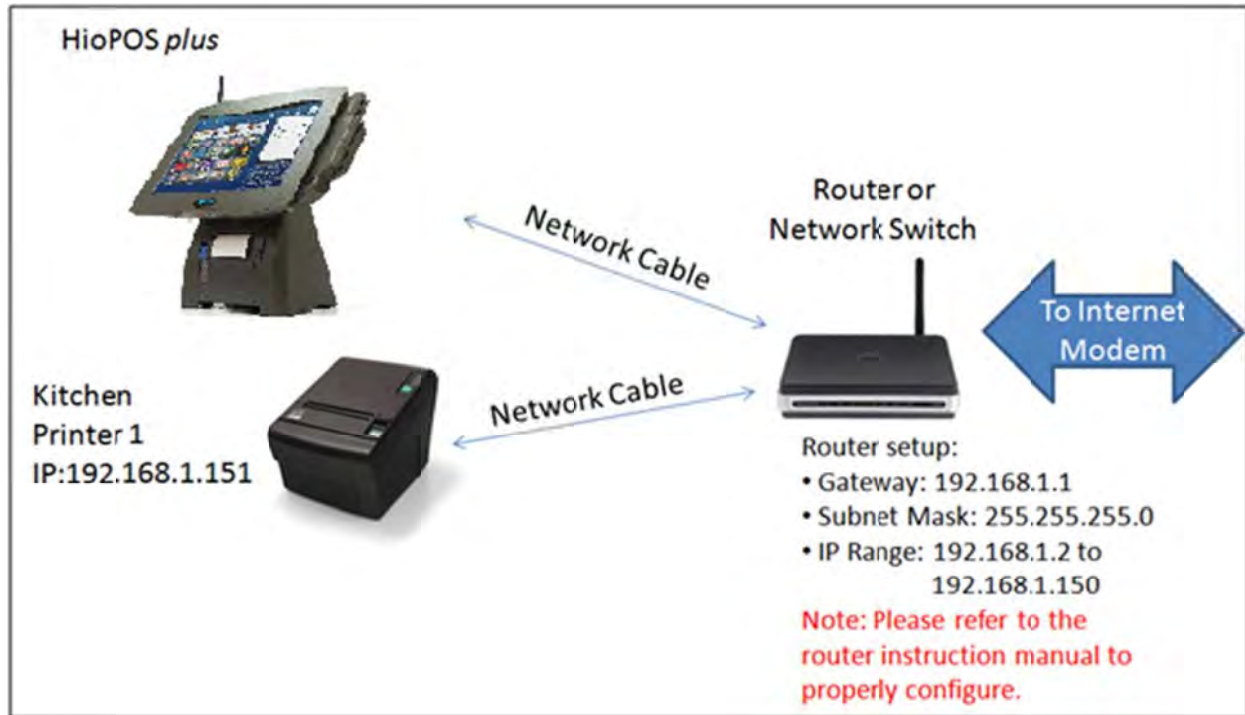 HioPOS plus
Router or
Network Switch
Network Cable
To Internet
Modem
Kitchen
Printer 1
IP:192.168.1.151
Network Cable
Router setup:
• Gateway: 192.168.1.1
• Subnet Mask: 255.255.255.0
• IP Range: 192.168.1.2 to
192.168.1.150
Note: Please refer to the
router instruction manual to
properly configure.